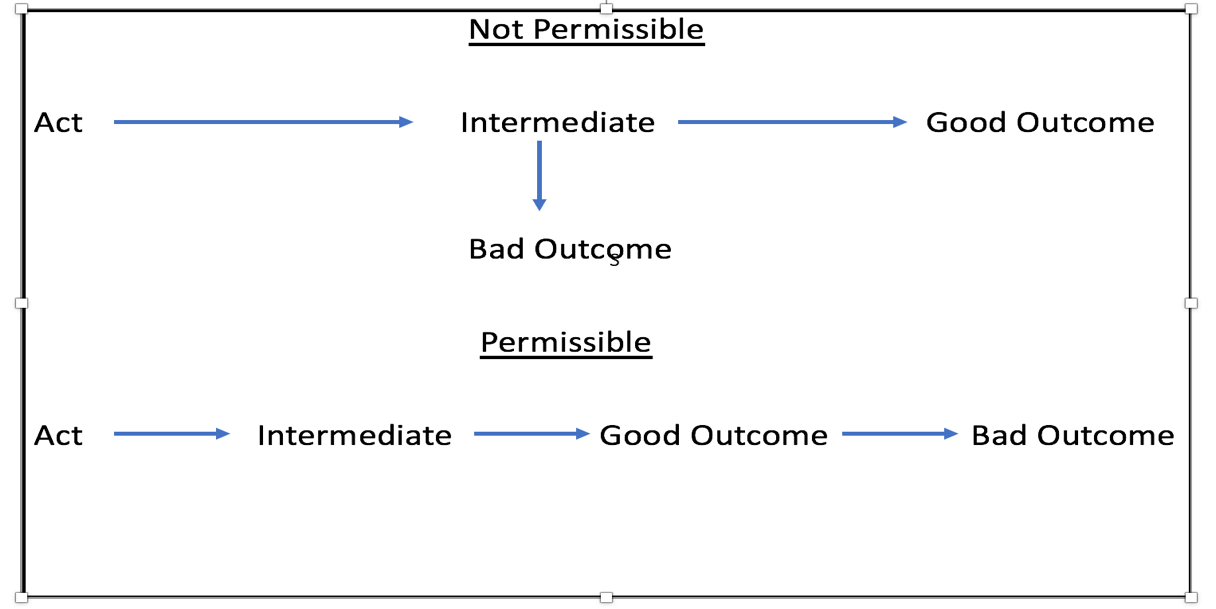 Not Permissible
Act Intermediate Good Outcome
Bad Outcome
s
Permissible
Act Intermediate Good Outcome Bad Outcome